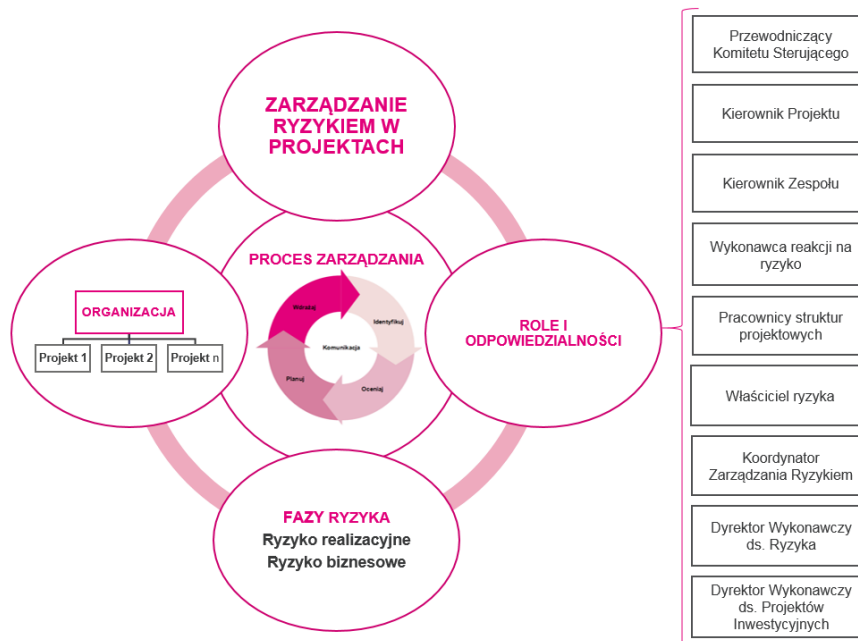 ZARZĄDZANIE
RYZYKIEM W
PROJEKTACH
PROCES ZARZĄDZANIA
Wdrażaj
Identyfikuj
Komunikacja
Planuj
Oceniaj
ORGANIZACJA
Projekt 1
Projekt 2
Projekt n
ROLE I
ODPOWIEDZIALNOŚCI
FAZY RYZYKA
Ryzyko realizacyjne
Ryzyko biznesowe
Przewodniczący
Komitetu Sterującego
Kierownik Projektu
Kierownik Zespołu
Wykonawca reakcji na
ryzyko
Pracownicy struktur
projektowych
Właściciel ryzyka
Koordynator
Zarządzania Ryzykiem
Dyrektor Wykonawczy
ds. Ryzyka
Dyrektor Wykonawczy
ds. Projektów
Inwestycyjnych